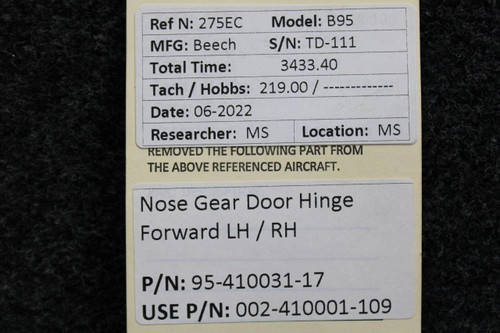 Ref N: 275EC Model: B95
MFG: Beech S/N: TD-111
Total Time: 3433.40
Tach / Hobbs: 219.00 / -------------
Date: 06-2022
Researcher: MS Location: MS
REMOVED THE FOLLOWING PART FROM
THE ABOVE REFERENCED AIRCRAFT.
Nose Gear Door Hinge
Forward LH / RH
P/N: 95-410031-17
USE P/N: 002-410001-109